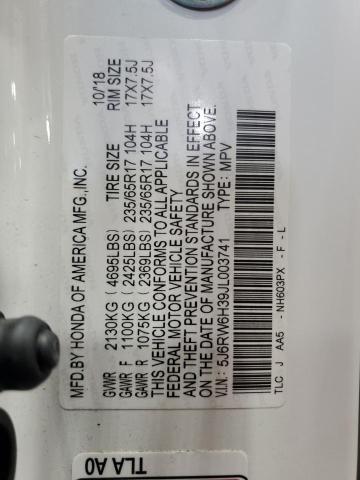 MFD.BY HONDA OF AMERICA MFG.,INC. 10/18
TIRE SIZE RIM SIZE
GVWR 2130KG ( 4696LBS)
GAWR F 1100KG ( 2425LBS) 235/65R17 104H 17X7.5J
GAWR R 1075KG ( 2369LBS) 235/65R17 104H 17X7.5J
THIS VEHICLE CONFORMS TO ALL APPLICABLE
FEDERAL MOTOR VEHICLE SAFETY
AND THEFT PREVENTION STANDARDS IN EFFECT
ON THE DATE OF MANUFACTURE SHOWN ABOVE.
V.I.N.: 5J6RW6H39JL003741 TYPE: MPV
TLC J AA5 NH603PX - F - L
TLA A0